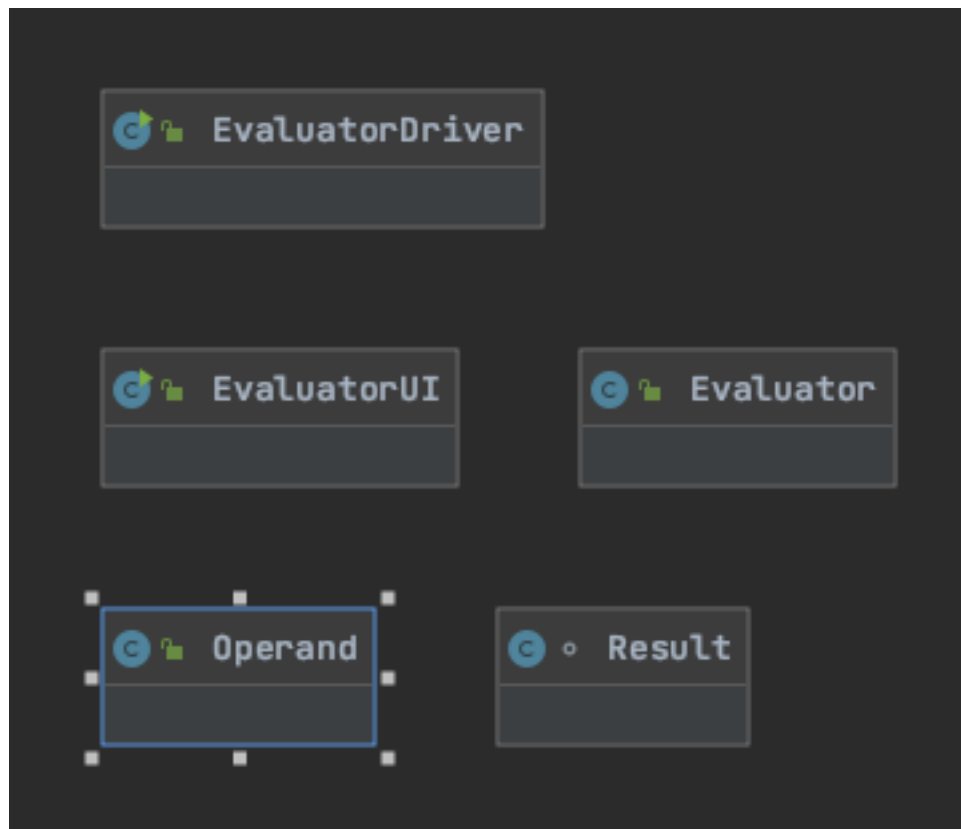 EvaluatorDriver
EvaluatorUI
Evaluator
Operand
Result